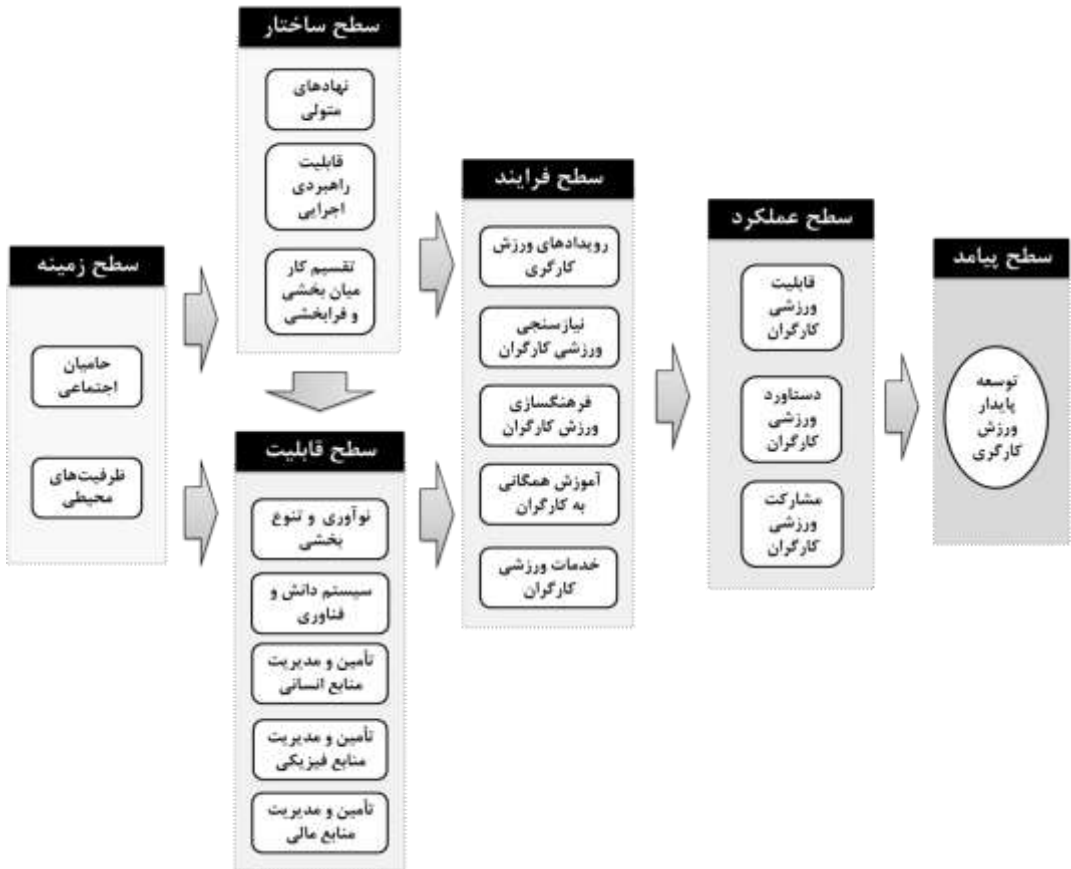 سطح زمینه
حامیان
اجتماعی
ظرفیت‌های
محیطی
سطح ساختار
نهادهای
متولی
قابلیت
راهبردی
اجرایی
تقسیم کار
میان بخشی
و فرابخشی
سطح قابلیت
نوآوری و تنوع
بخشی
سیستم دانش و
فناوری
تأمین و مدیریت
منابع انسانی
تأمین و مدیریت
منابع فیزیکی
تأمین و مدیریت
منابع مالی
سطح فرایند
رویدادهای ورزش
کارگری
نیازسنجی
ورزشی کارگران
فرهنگسازی
ورزش کارگران
آموزش همگانی
به کارگران
خدمات ورزشی
کارگران
سطح عملکرد
قابلیت
ورزشی
کارگران
دستاورد
ورزشی
کارگران
مشارکت
ورزشی
کارگران
سطح پیامد
توسعه
پایدار
ورزش
کارگری